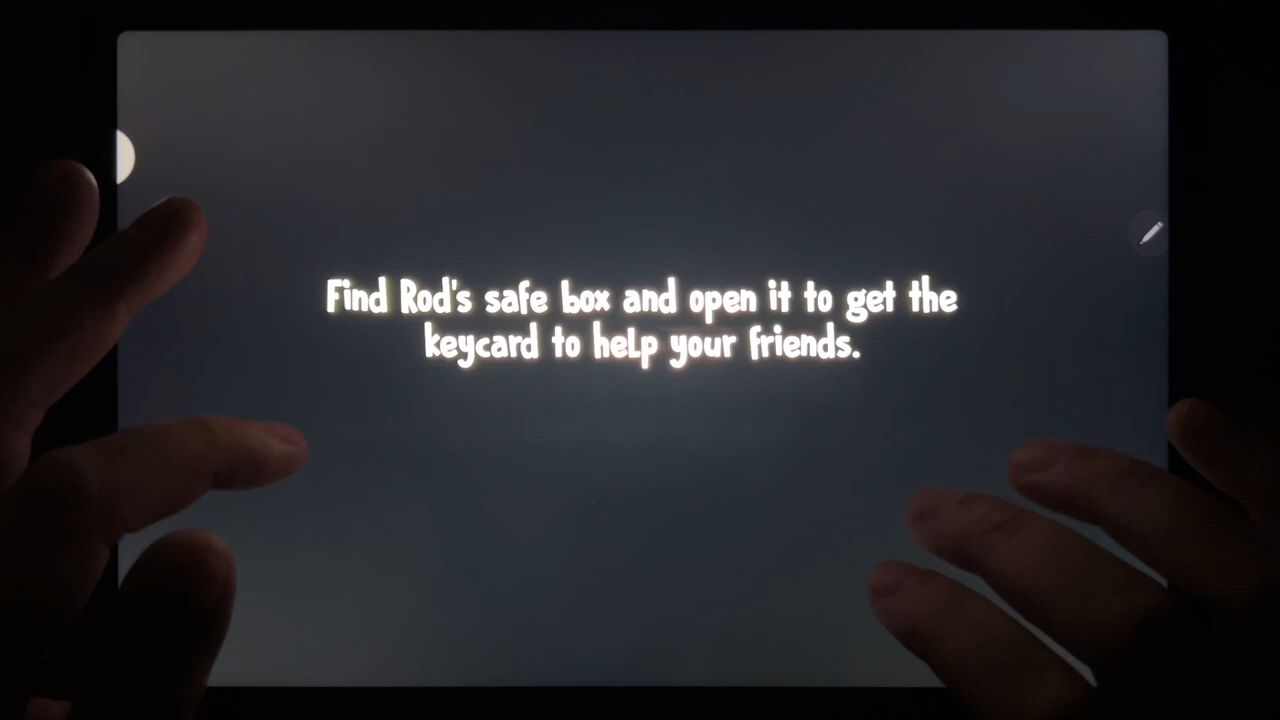 Find Rod's safe box and open it to get the
keycard to help your friends.